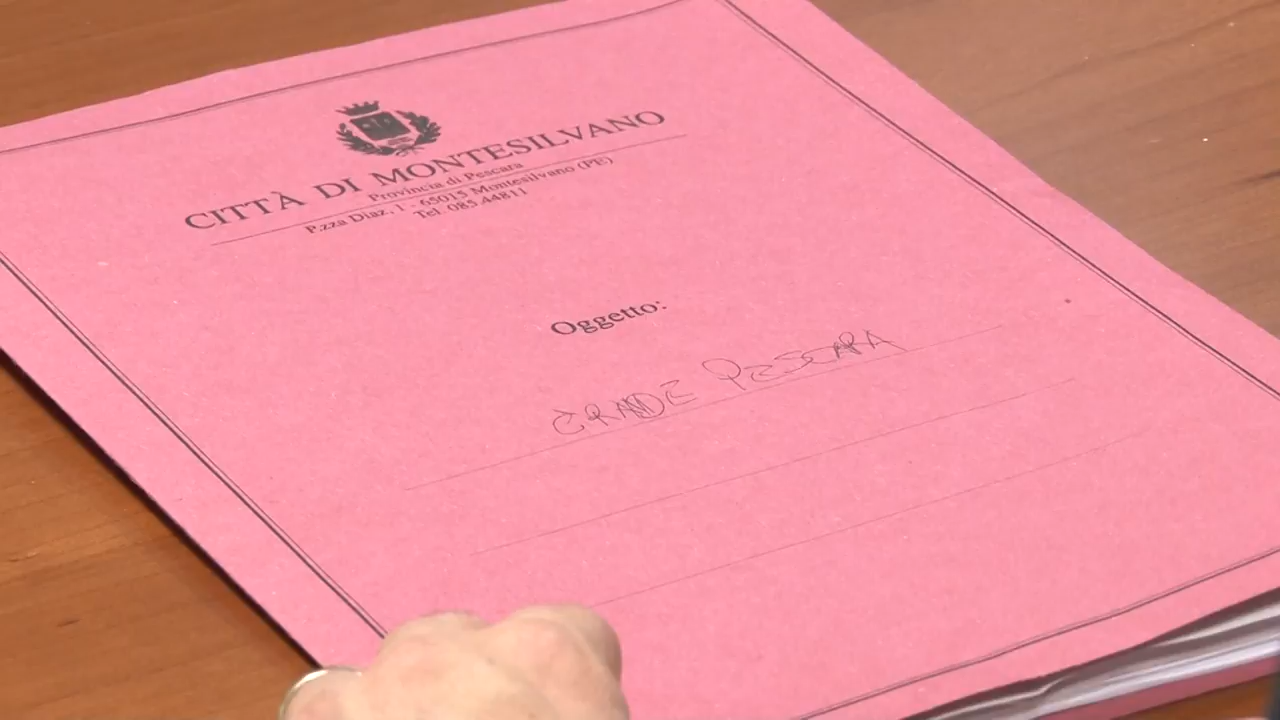 CITTÀ DI MONTESILVANO
Provincia di Pescara
P.zza Diaz, 1 - 65015 Montesilvano (PE)
Tel. 085.44811
Oggetto:
GRANDE PESCARA